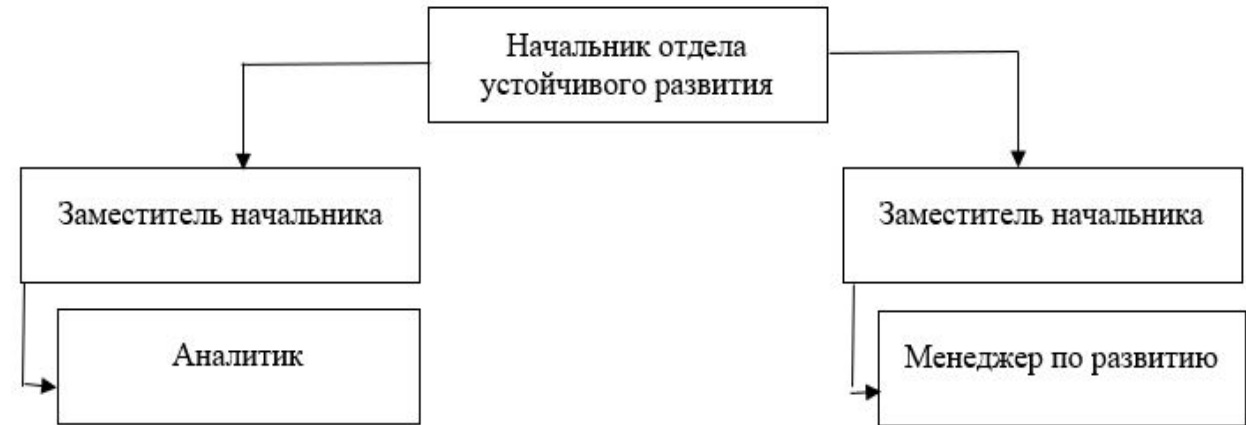 Начальник отдела
устойчивого развития
Заместитель начальника
Заместитель начальника
Аналитик
Менеджер по развитию